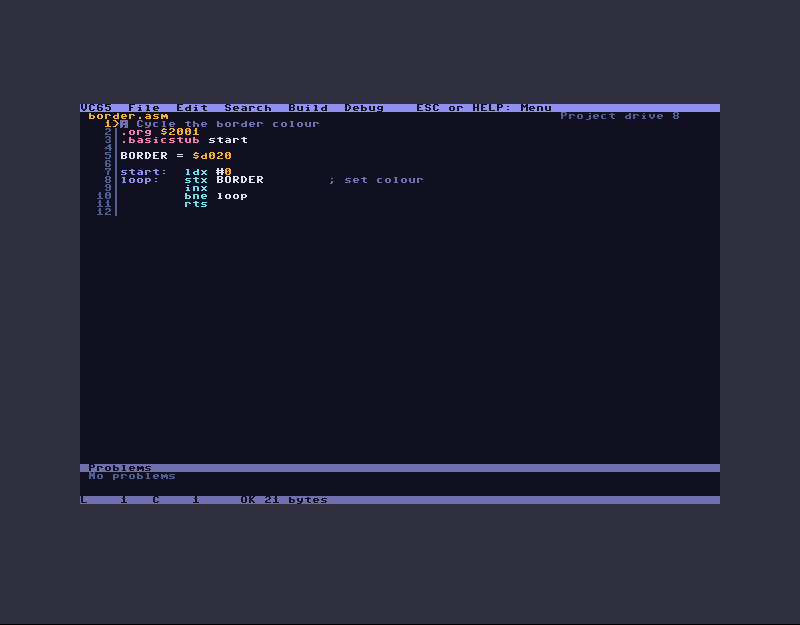 VC65 File Edit Search Build Debug ESC or HELP: Menu
border.asm Project drive 8
1> Cycle the border colour
2 .org $2001
3 .basicstub start
4
5 BORDER = $d020
6
7 start: ldx #0
8 loop: stx BORDER ; set colour
9 inx
10 bne loop
11 rts
12
Problems
No problems
L 1 C 1 OK 21 bytes